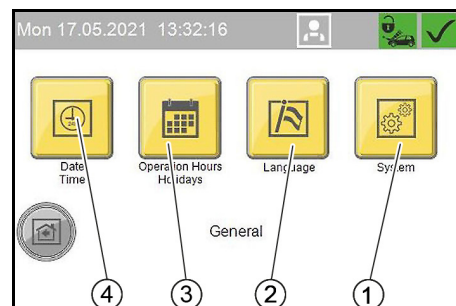 Mon 17.05.2021 13:32:16
Date
Time
Operation Hours
Holidays
Language
System
General
4
3
2
1